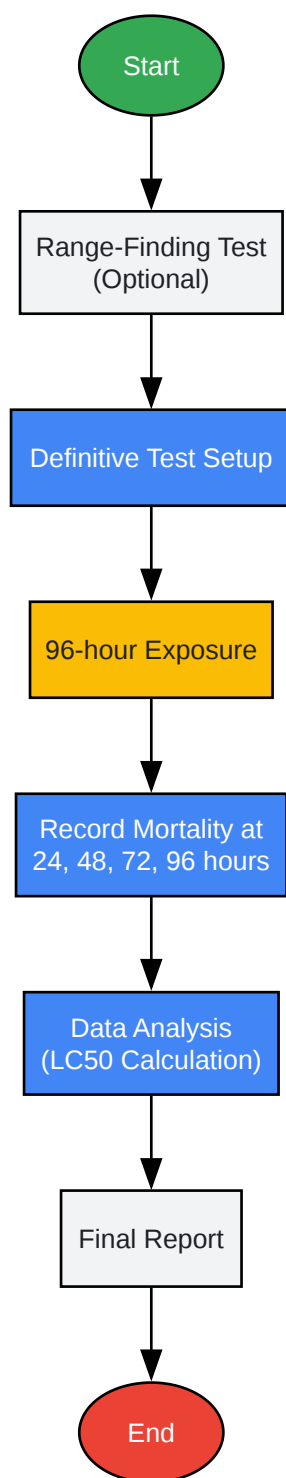 Start
Range-Finding Test
(Optional)
Definitive Test Setup
96-hour Exposure
Record Mortality at
24, 48, 72, 96 hours
Data Analysis
(LC50 Calculation)
Final Report
End